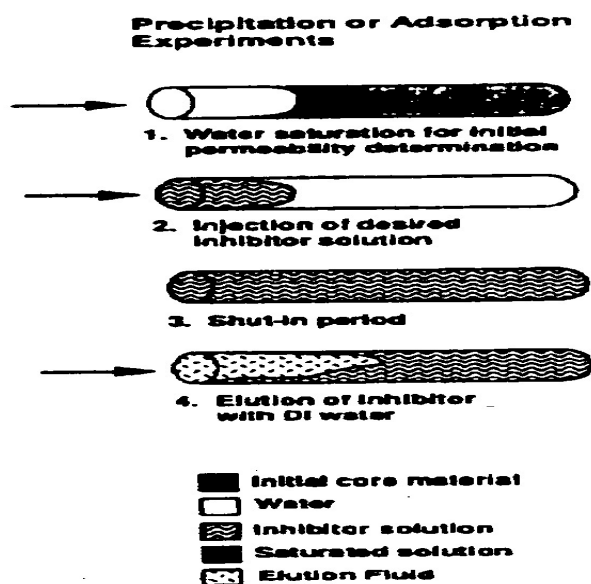 Precipitation or Adsorption
Experiments
1. Water saturation for initial
permeability determination
2. Injection of desired
inhibitor solution
3. Shut-in period
4. Elution of inhibitor
with DI water
Initial core material
Water
Inhibitor solution
Saturated solution
Elution Fluid